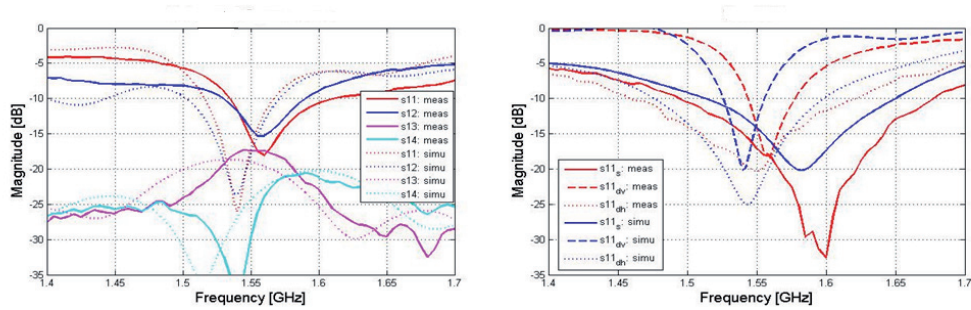 0
-5
-10
-15
-20
-25
-30
-35
Magnitude [dB]
1.4
1.45
1.5
1.55
1.6
1.65
1.7
Frequency [GHz]
s11: meas
s12: meas
s13: meas
s14: meas
s11: simu
s12: simu
s13: simu
s14: simu
0
-5
-10
-15
-20
-25
-30
-35
Magnitude [dB]
1.4
1.45
1.5
1.55
1.6
1.65
1.7
Frequency [GHz]
s11s: meas
s11dv: meas
s11dh: meas
s11s: simu
s11dv: simu
s11dh: simu